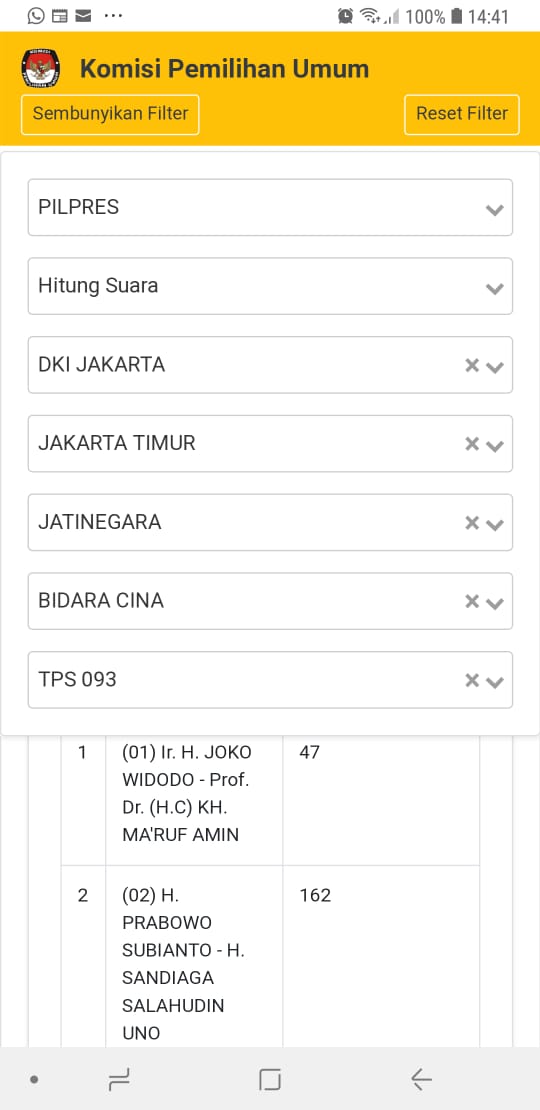 100% 14:41
Komisi Pemilihan Umum
Sembunyikan Filter
Reset Filter
PILPRES
Hitung Suara
DKI JAKARTA
JAKARTA TIMUR
JATINEGARA
BIDARA CINA
TPS 093
1 (01) Ir. H. JOKO 47
WIDODO - Prof.
Dr. (H.C) KH.
MA'RUF AMIN
2 (02) H. 162
PRABOWO
SUBIANTO - H.
SANDIAGA
SALAHUDIN
UNO